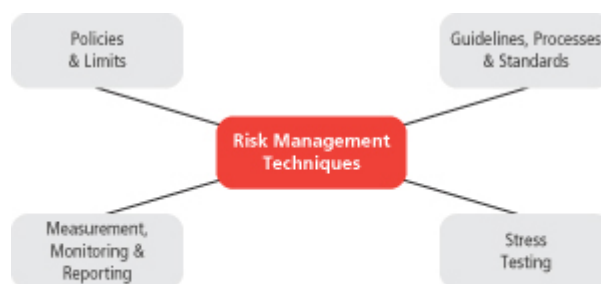 Policies
& Limits
Guidelines, Processes
& Standards
Risk Management
Techniques
Measurement,
Monitoring &
Reporting
Stress
Testing